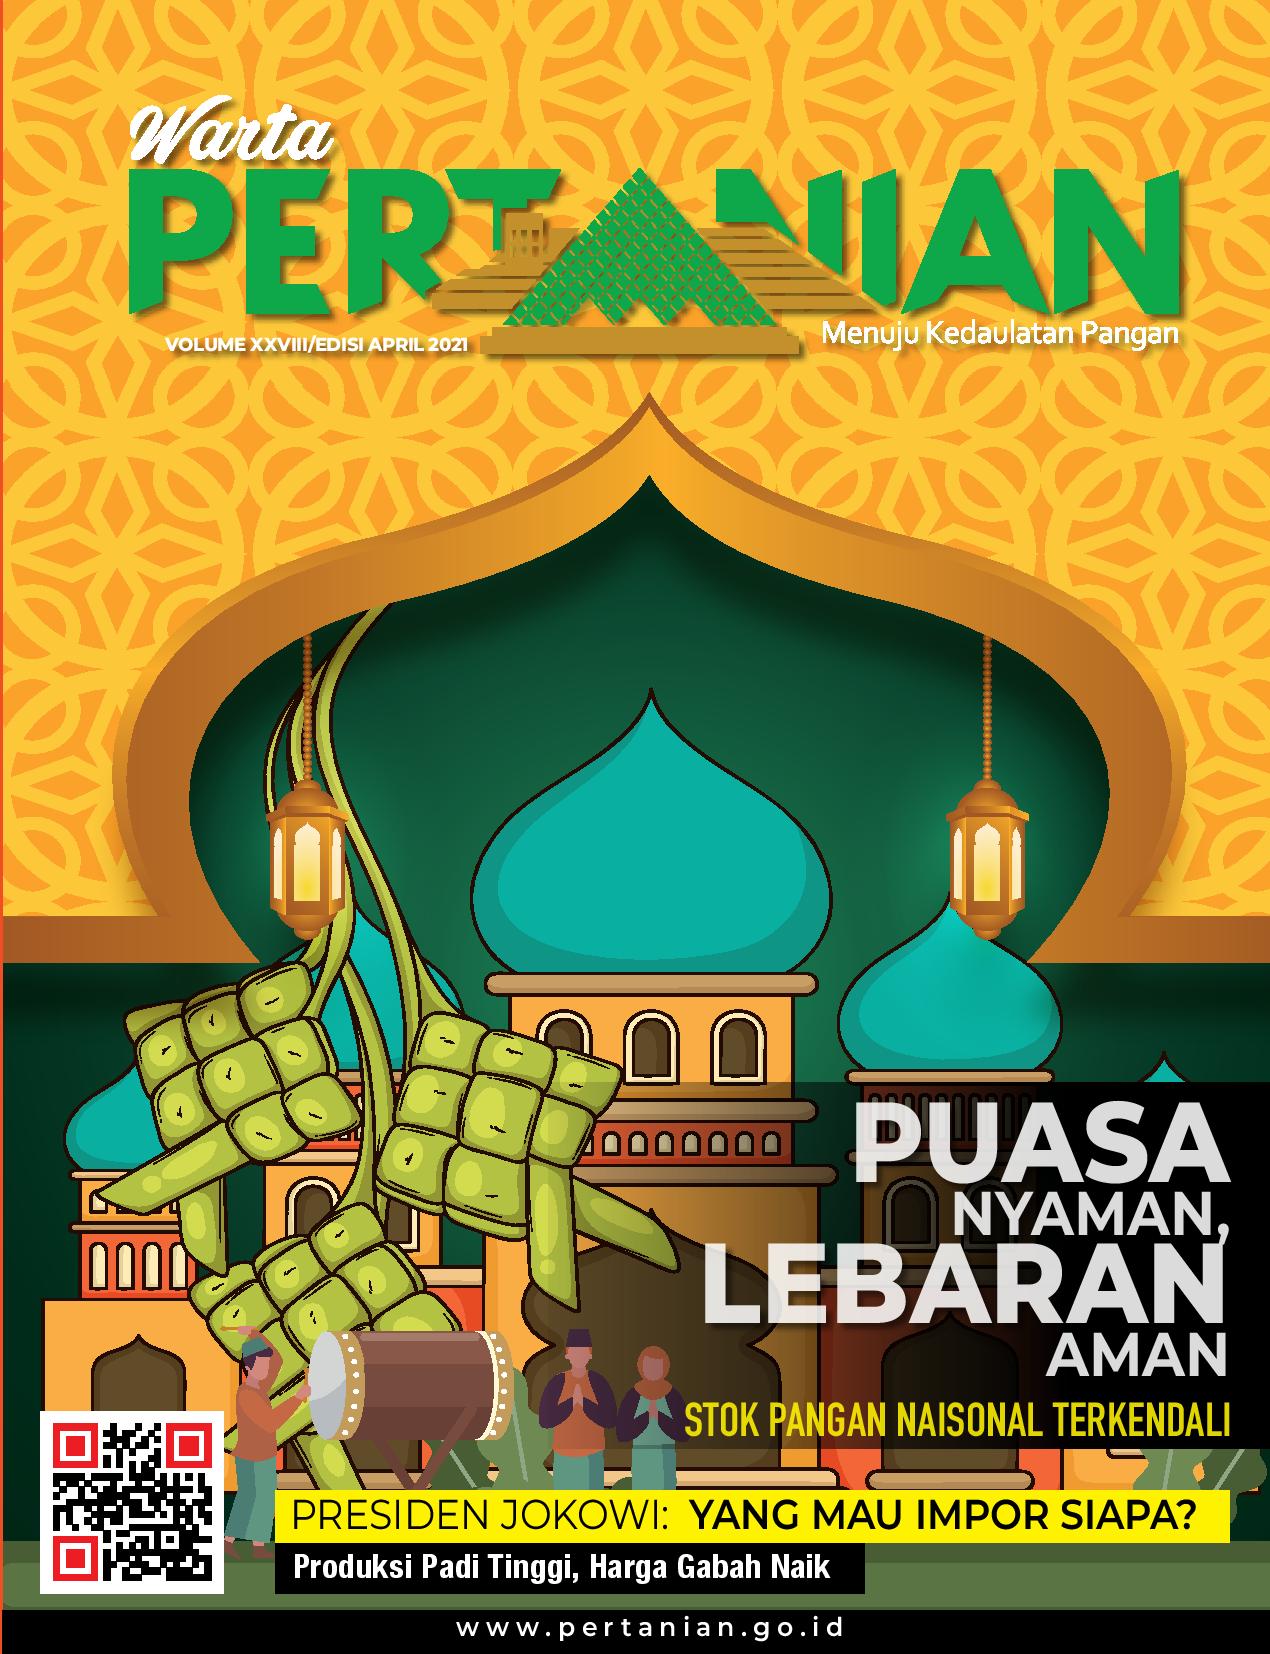 Warta
PERTANIAN
VOLUME XXVIII/EDISI APRIL 2021
Menuju Kedaulatan Pangan
PUASA
NYAMAN,
LEBARAN
AMAN
STOK PANGAN NAISONAL TERKENDALI
PRESIDEN JOKOWI: YANG MAU IMPOR SIAPA?
Produksi Padi Tinggi, Harga Gabah Naik
www.pertanian.go.id